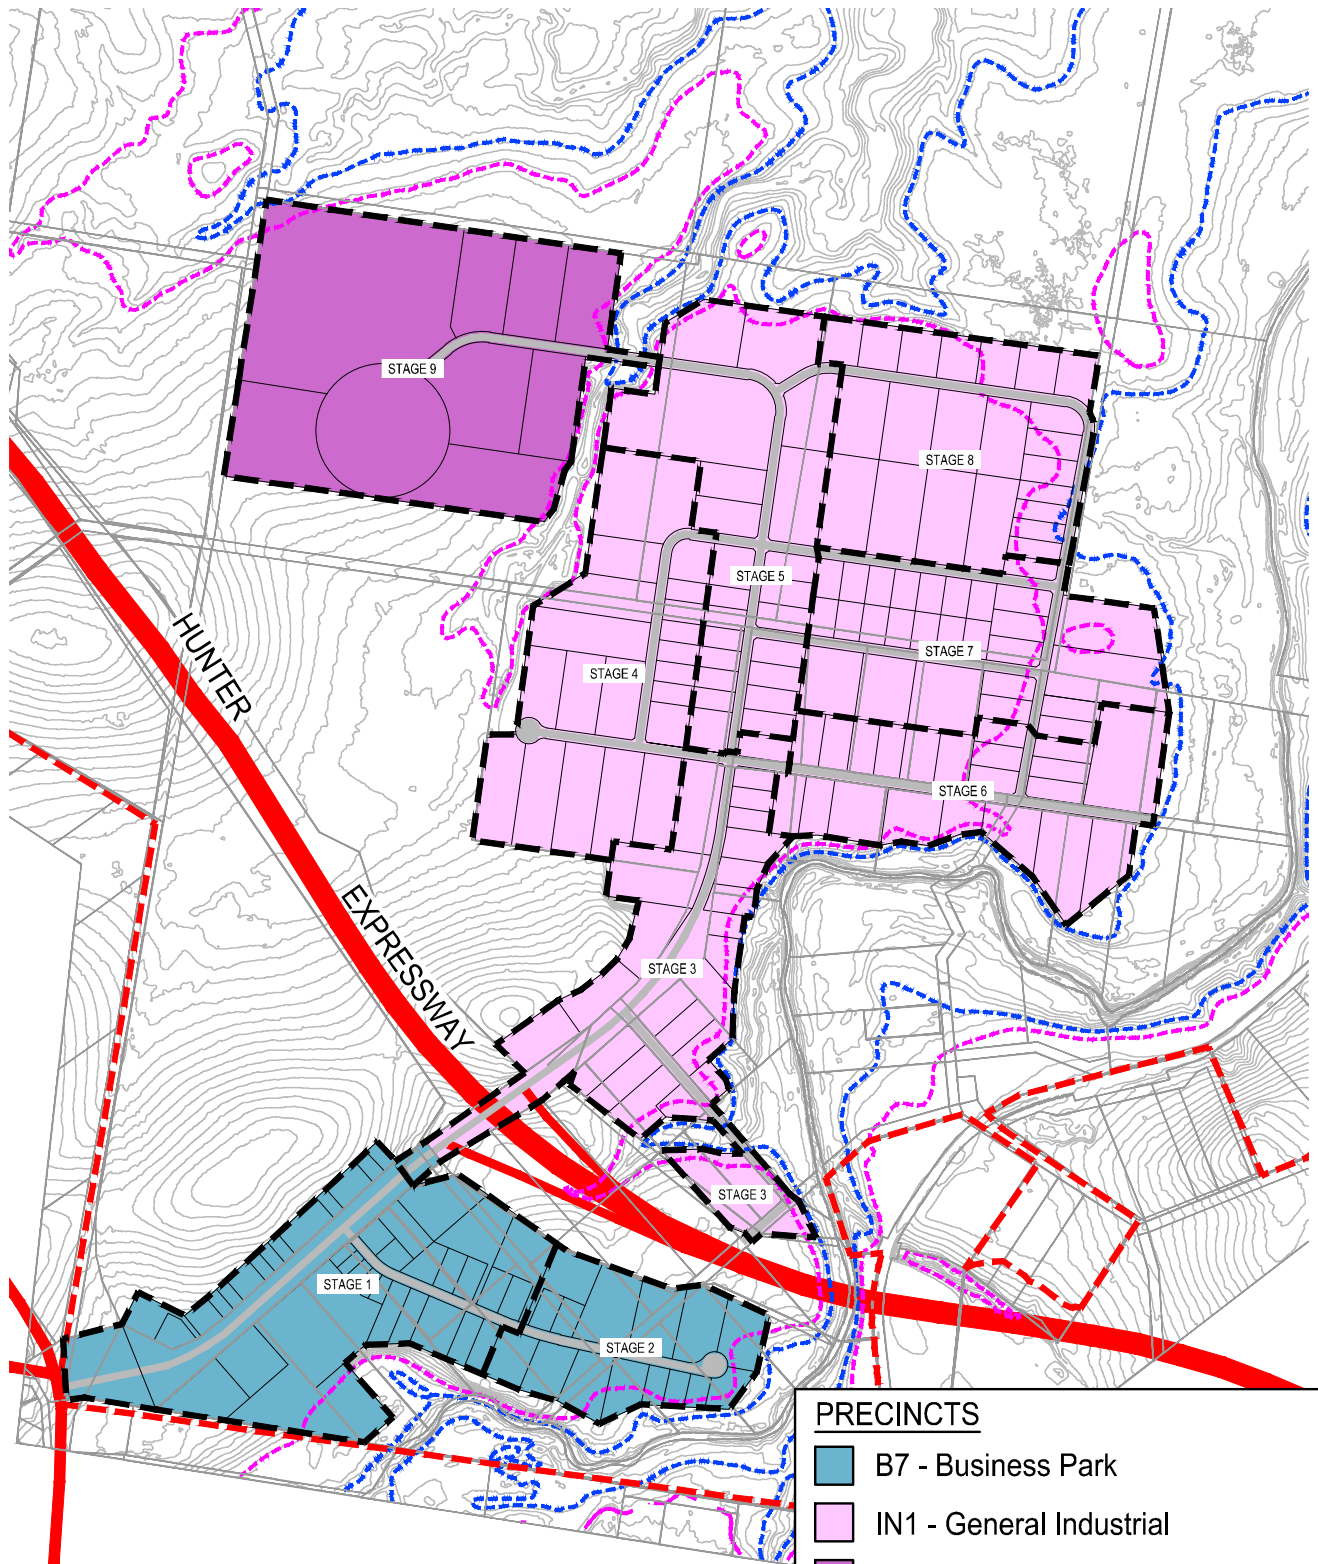 STAGE 9
STAGE 8
STAGE 5
HUNTER
STAGE 7
STAGE 4
STAGE 6
EXPRESSWAY
STAGE 3
STAGE 3
STAGE 1
STAGE 2
PRECINCTS
B7 - Business Park
IN1 - General Industrial